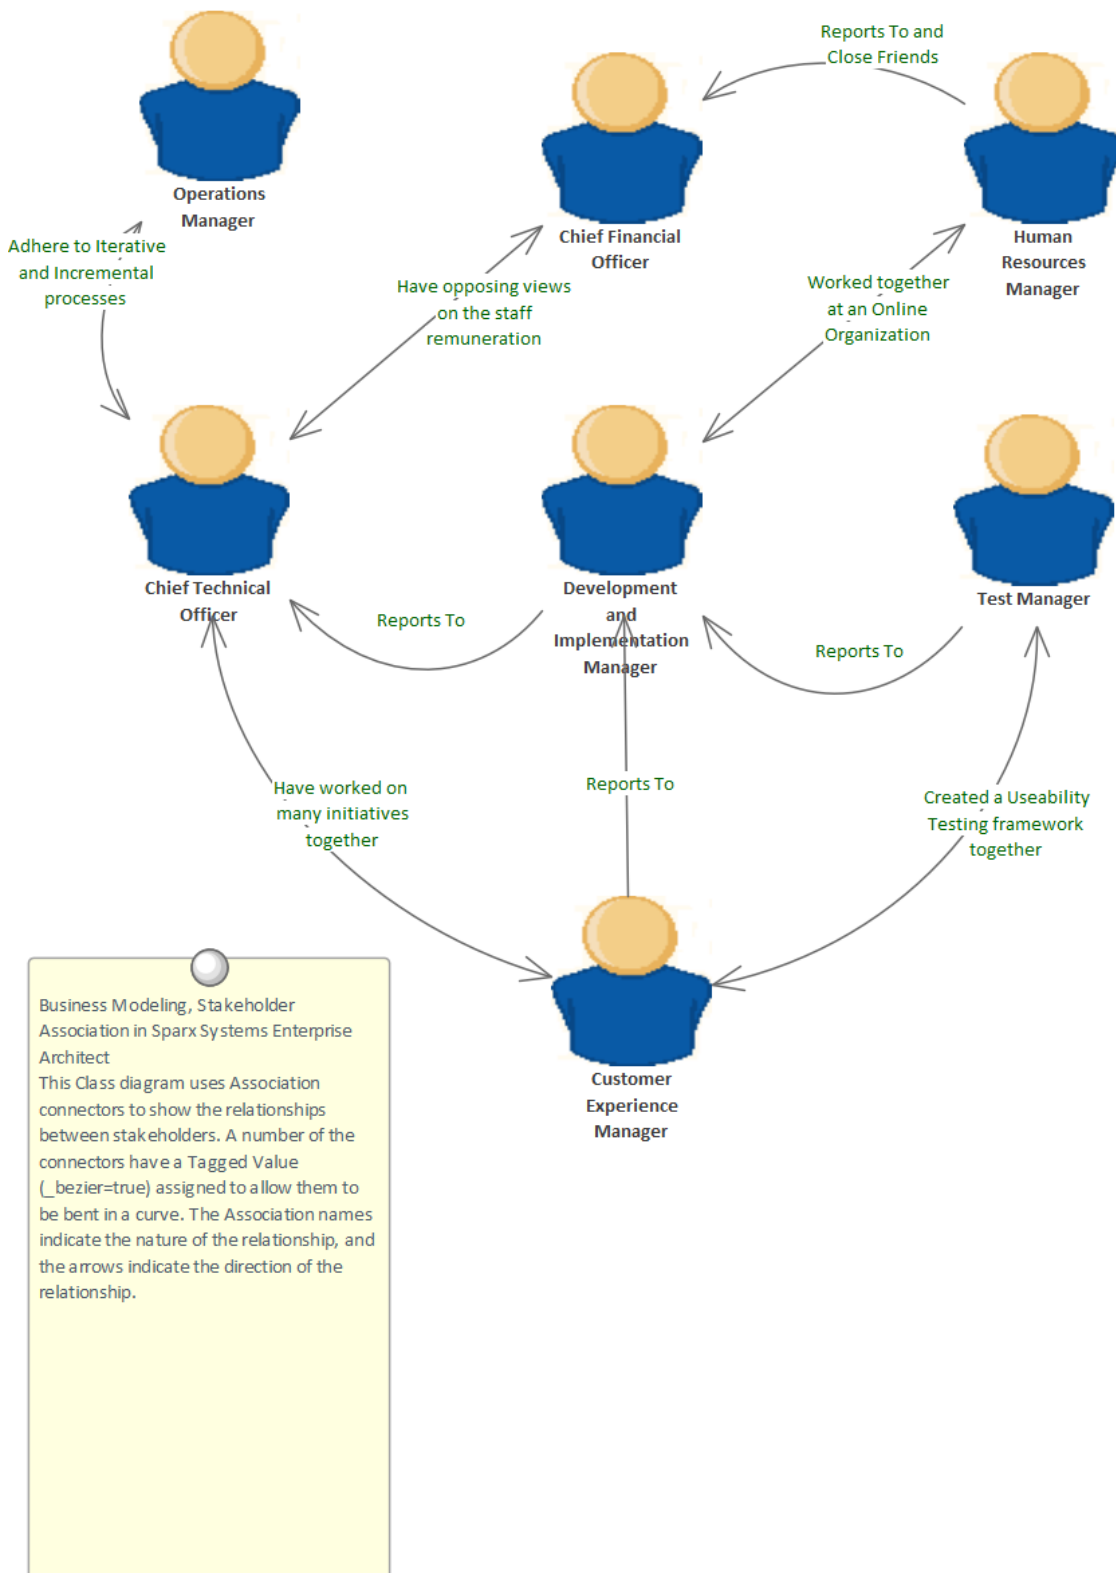 Reports To and
Close Friends
Operations
Manager
Chief Financial
Officer
Human
Resources
Manager
Adhere to Iterative
and Incremental
processes
Have opposing views
on the staff
remuneration
Worked together
at an Online
Organization
Chief Technical
Officer
Development
and
Implementation
Manager
Test Manager
Reports To
Reports To
Have worked on
many initiatives
together
Reports To
Created a Useability
Testing framework
together
Customer
Experience
Manager
Business Modeling, Stakeholder
Association in Sparx Systems Enterprise
Architect
This Class diagram uses Association
connectors to show the relationships
between stakeholders. A number of the
connectors have a Tagged Value
(_bezier=true) assigned to allow them to
be bent in a curve. The Association names
indicate the nature of the relationship, and
the arrows indicate the direction of the
relationship.